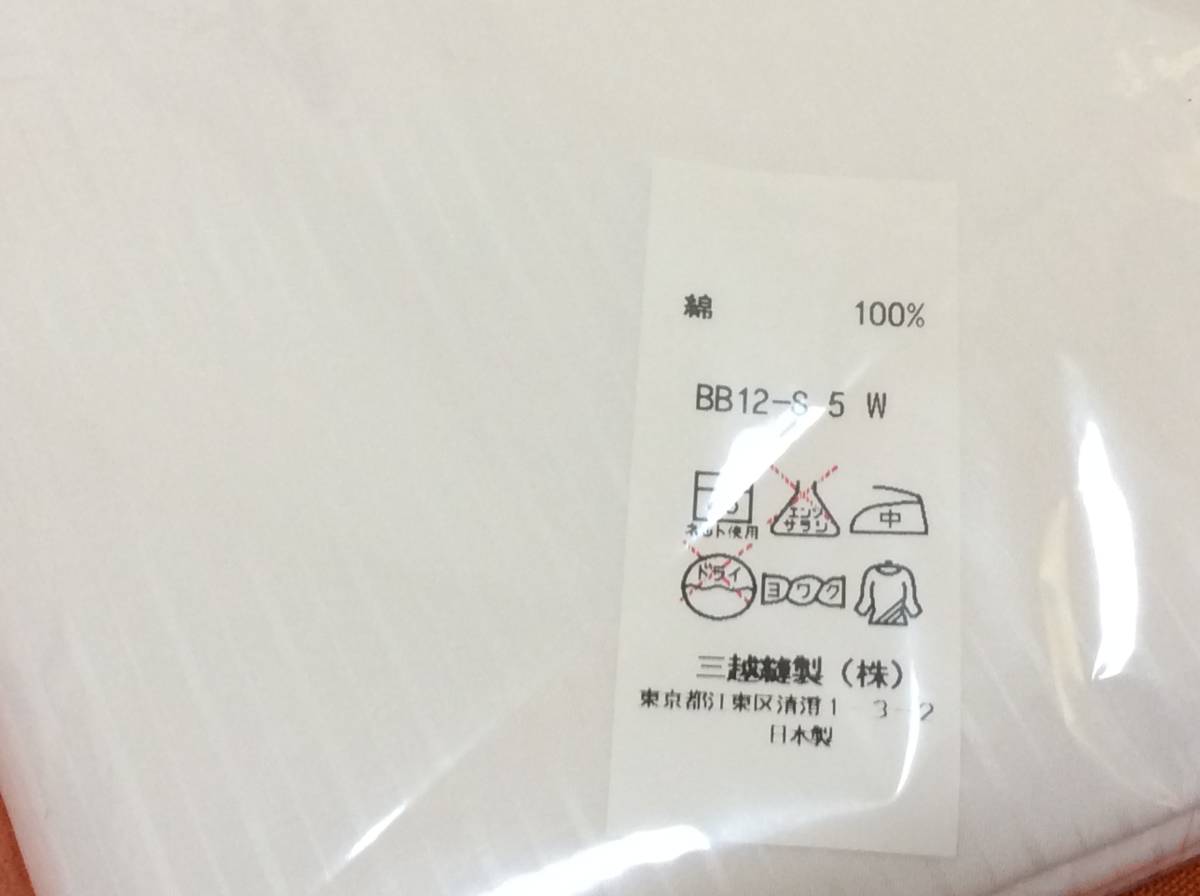 綿 100%
BB12-S 5 W
ネット使用
エンソ
サラシ
中
ドライ
ヨワク
三越縫製（株）
東京都江東区清澄1-3-2
日本製